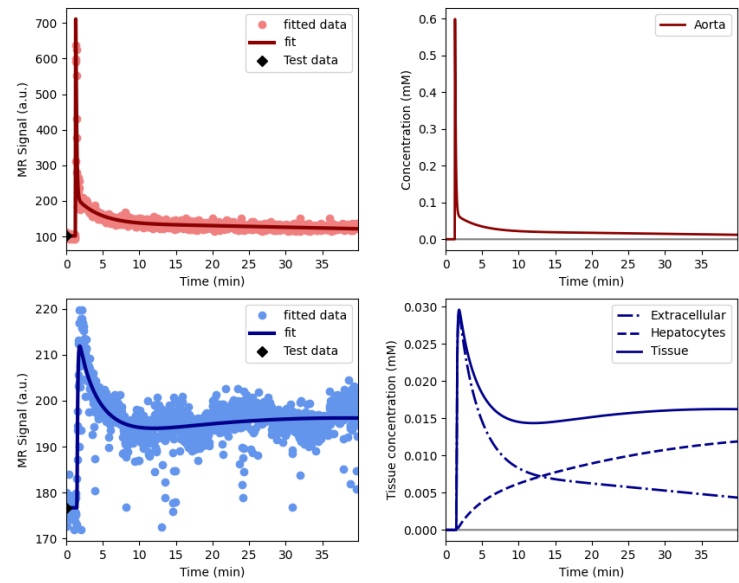 700
600
500
400
300
200
100
MR Signal (a.u.)
0 5 10 15 20 25 30 35
Time (min)
fitted data
fit
Test data
0.6
0.5
0.4
0.3
0.2
0.1
0.0
Concentration (mM)
0 5 10 15 20 25 30 35
Time (min)
Aorta
220
210
200
190
180
170
MR Signal (a.u.)
0 5 10 15 20 25 30 35
Time (min)
fitted data
fit
Test data
0.030
0.025
0.020
0.015
0.010
0.005
0.000
Tissue concentration (mM)
0 5 10 15 20 25 30 35
Time (min)
Extracellular
Hepatocytes
Tissue